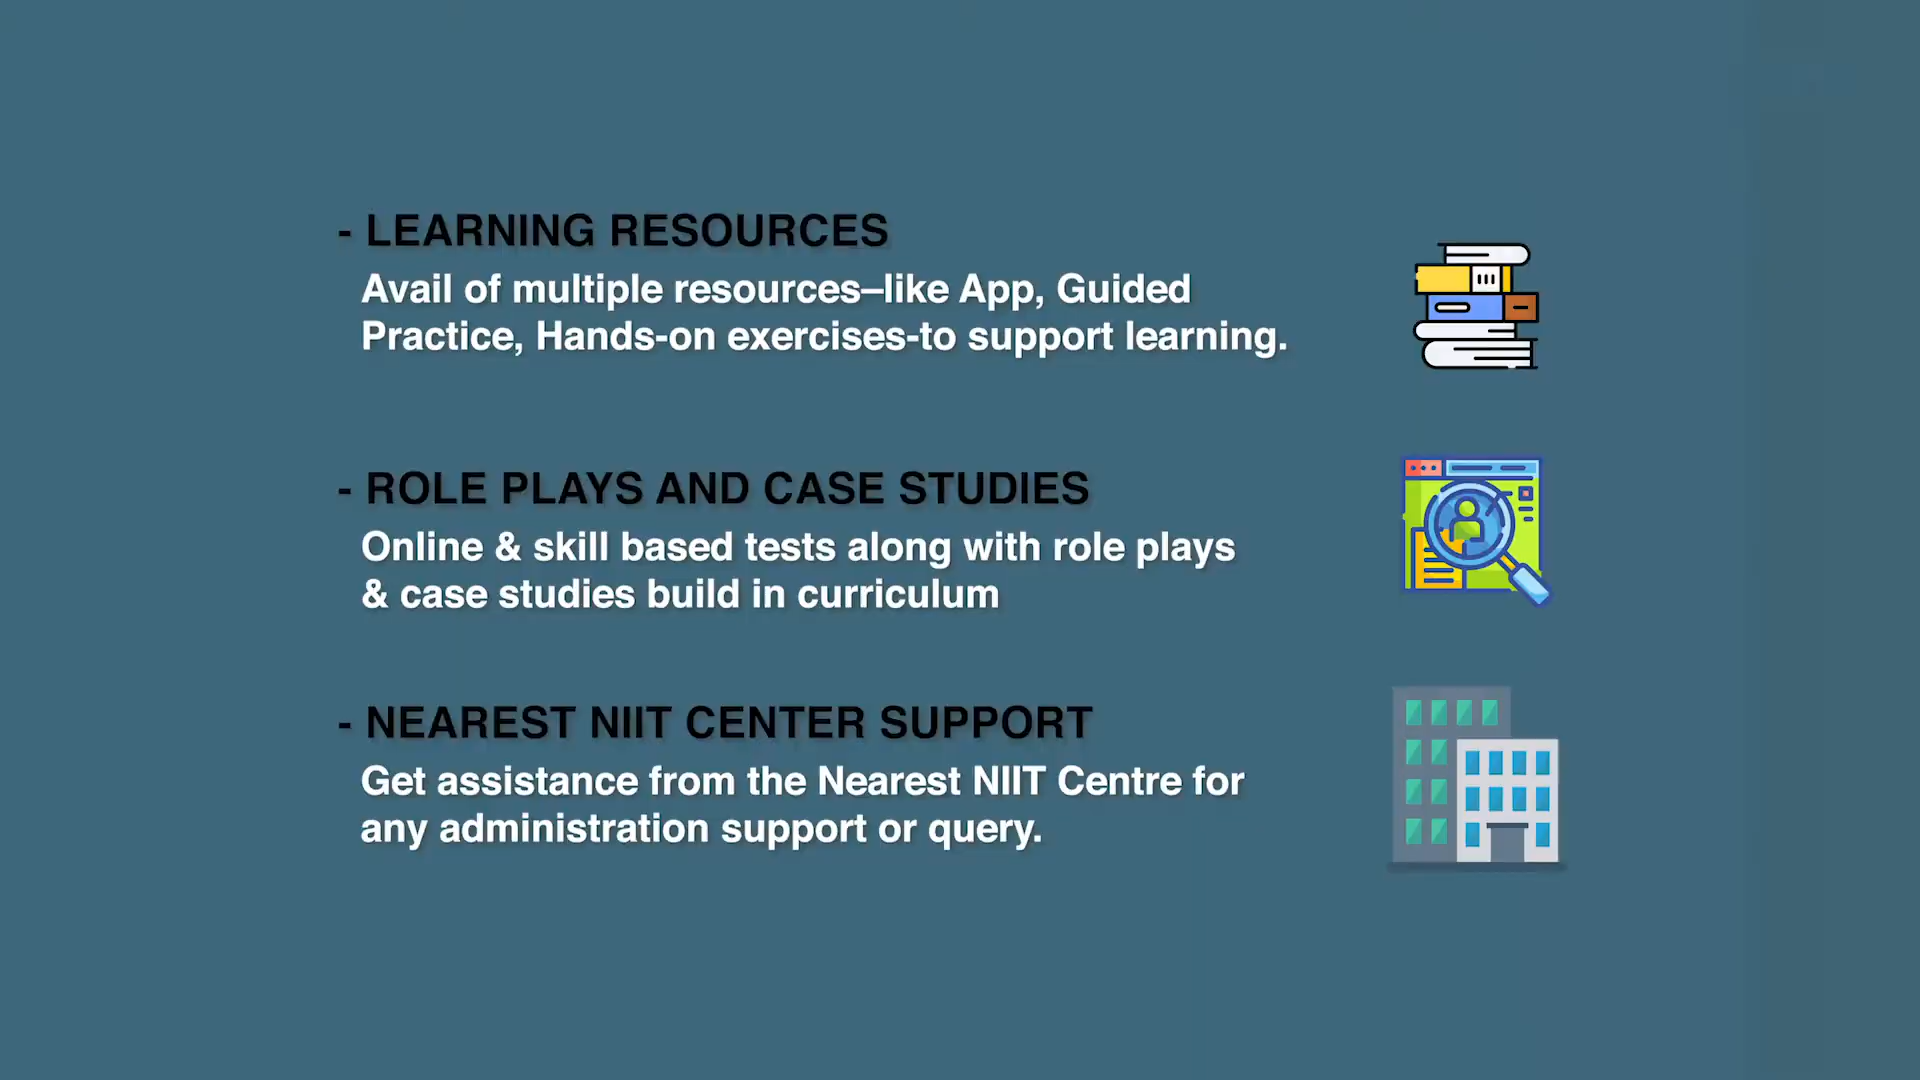 - LEARNING RESOURCES
Avail of multiple resources–like App, Guided
Practice, Hands-on exercises-to support learning.
- ROLE PLAYS AND CASE STUDIES
Online & skill based tests along with role plays
& case studies build in curriculum
- NEAREST NIIT CENTER SUPPORT
Get assistance from the Nearest NIIT Centre for
any administration support or query.